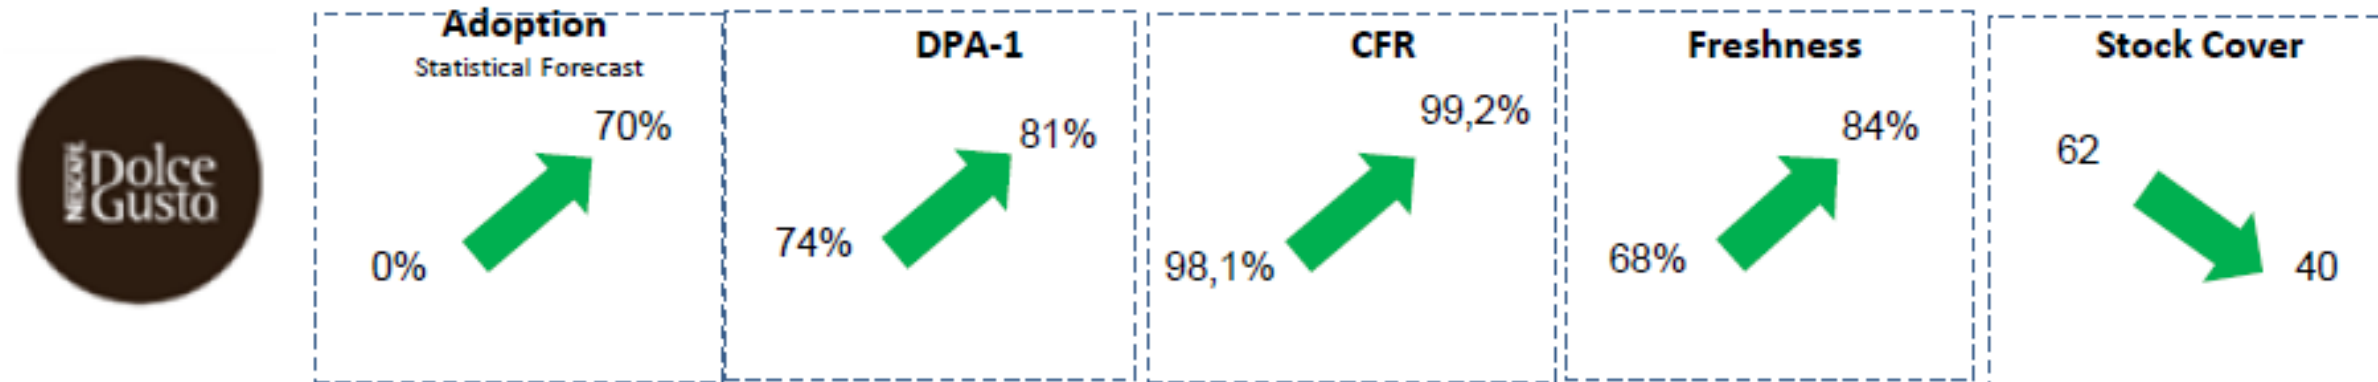 NESCAFÉ
Dolce
Gusto
Adoption
Statistical Forecast
70%
0%
DPA-1
81%
74%
CFR
99,2%
98,1%
Freshness
84%
68%
Stock Cover
62
40